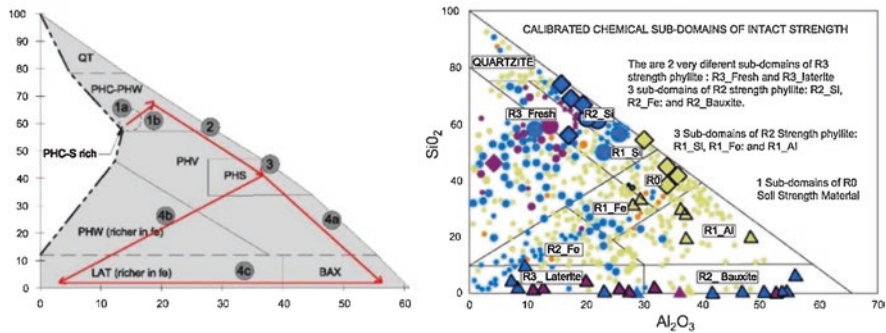 100
90
80
70
60
50
40
30
20
10
0
0
10
20
30
40
50
60
QT
PHC-PHW
1a
1b
2
PHC-S rich
PHV
3
PHS
4b
4a
PHW (richer in fe)
LAT (richer in fe)
4c
BAX
CALIBRATED CHEMICAL SUB-DOMAINS OF INTACT STRENGTH
The are 2 very diferent sub-domains of R3
strength phyllite : R3_Fresh and R3_laterite
3 sub-domains of R2 strength phyllite: R2_Si,
R2_Fe: and R2_Bauxite.
3 Sub-domains of R2 Strength phyllite:
R1_SI, R1_Fe: and R1_Al
1 Sub-domains of R0
Soil Strength Material
QUARTZITE
R3_Fresh
R2_Si
R1_Si
R0
R1_Fe
R1_Al
R2_Fe
R3_Laterite
R2_Bauxite
SiO₂
100
80
60
40
20
0
0
10
20
30
40
50
60
70
Al₂O₃